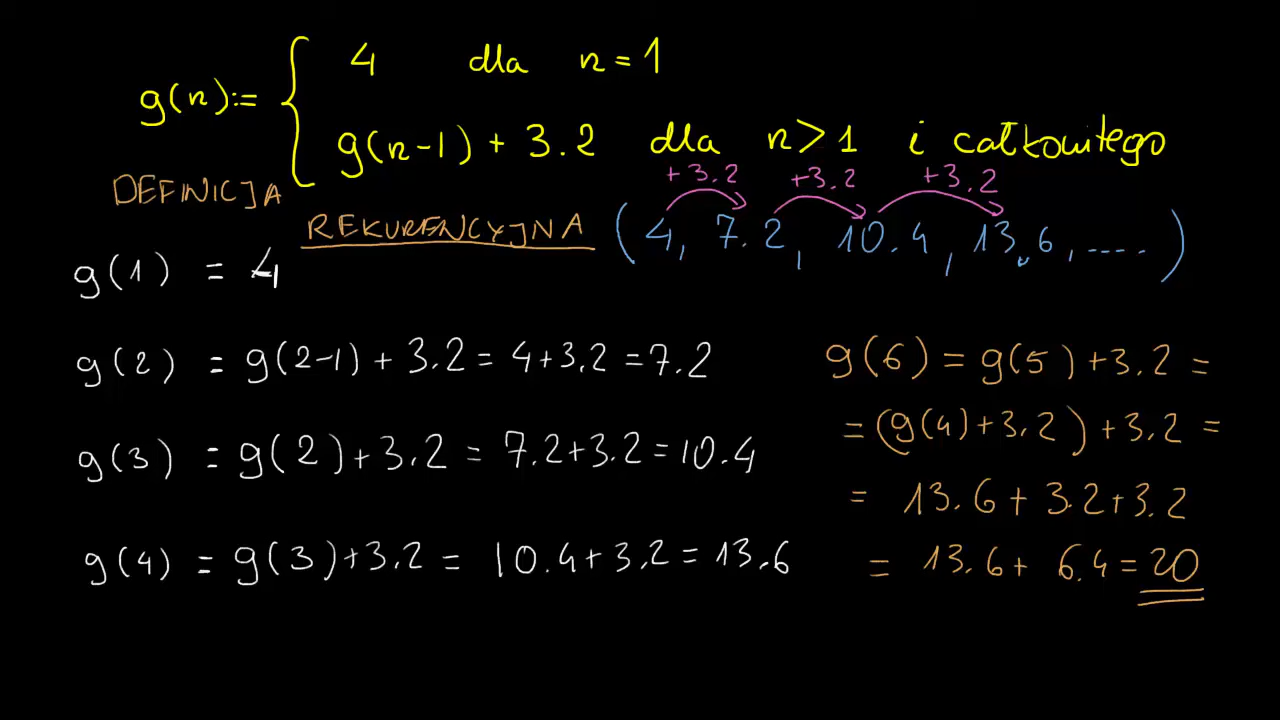 4 dla n = 1
g(n):=
g(n-1) + 3.2 dla n > 1 i całkowitego
+3.2 +3.2 +3.2
DEFINICJA
REKURENCYJNA (4, 7.2, 10.4, 13.6, ....)
g(1) = 4
g(2) = g(2-1) + 3.2 = 4+3.2 = 7.2
g(3) = g(2)+3.2 = 7.2+3.2 = 10.4
g(4) = g(3)+3.2 = 10.4+3.2 = 13.6
g(6) = g(5)+3.2 =
= (g(4)+3.2)+3.2 =
= 13.6+3.2+3.2
= 13.6+ 6.4 = 20